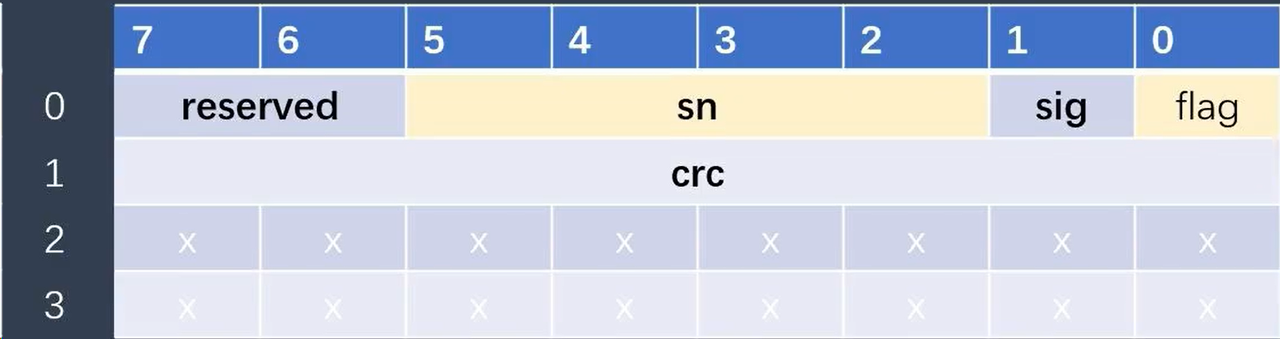 7 6 5 4 3 2 1 0
0 reserved sn sig flag
1 crc
2 x x x x x x x x
3 x x x x x x x x